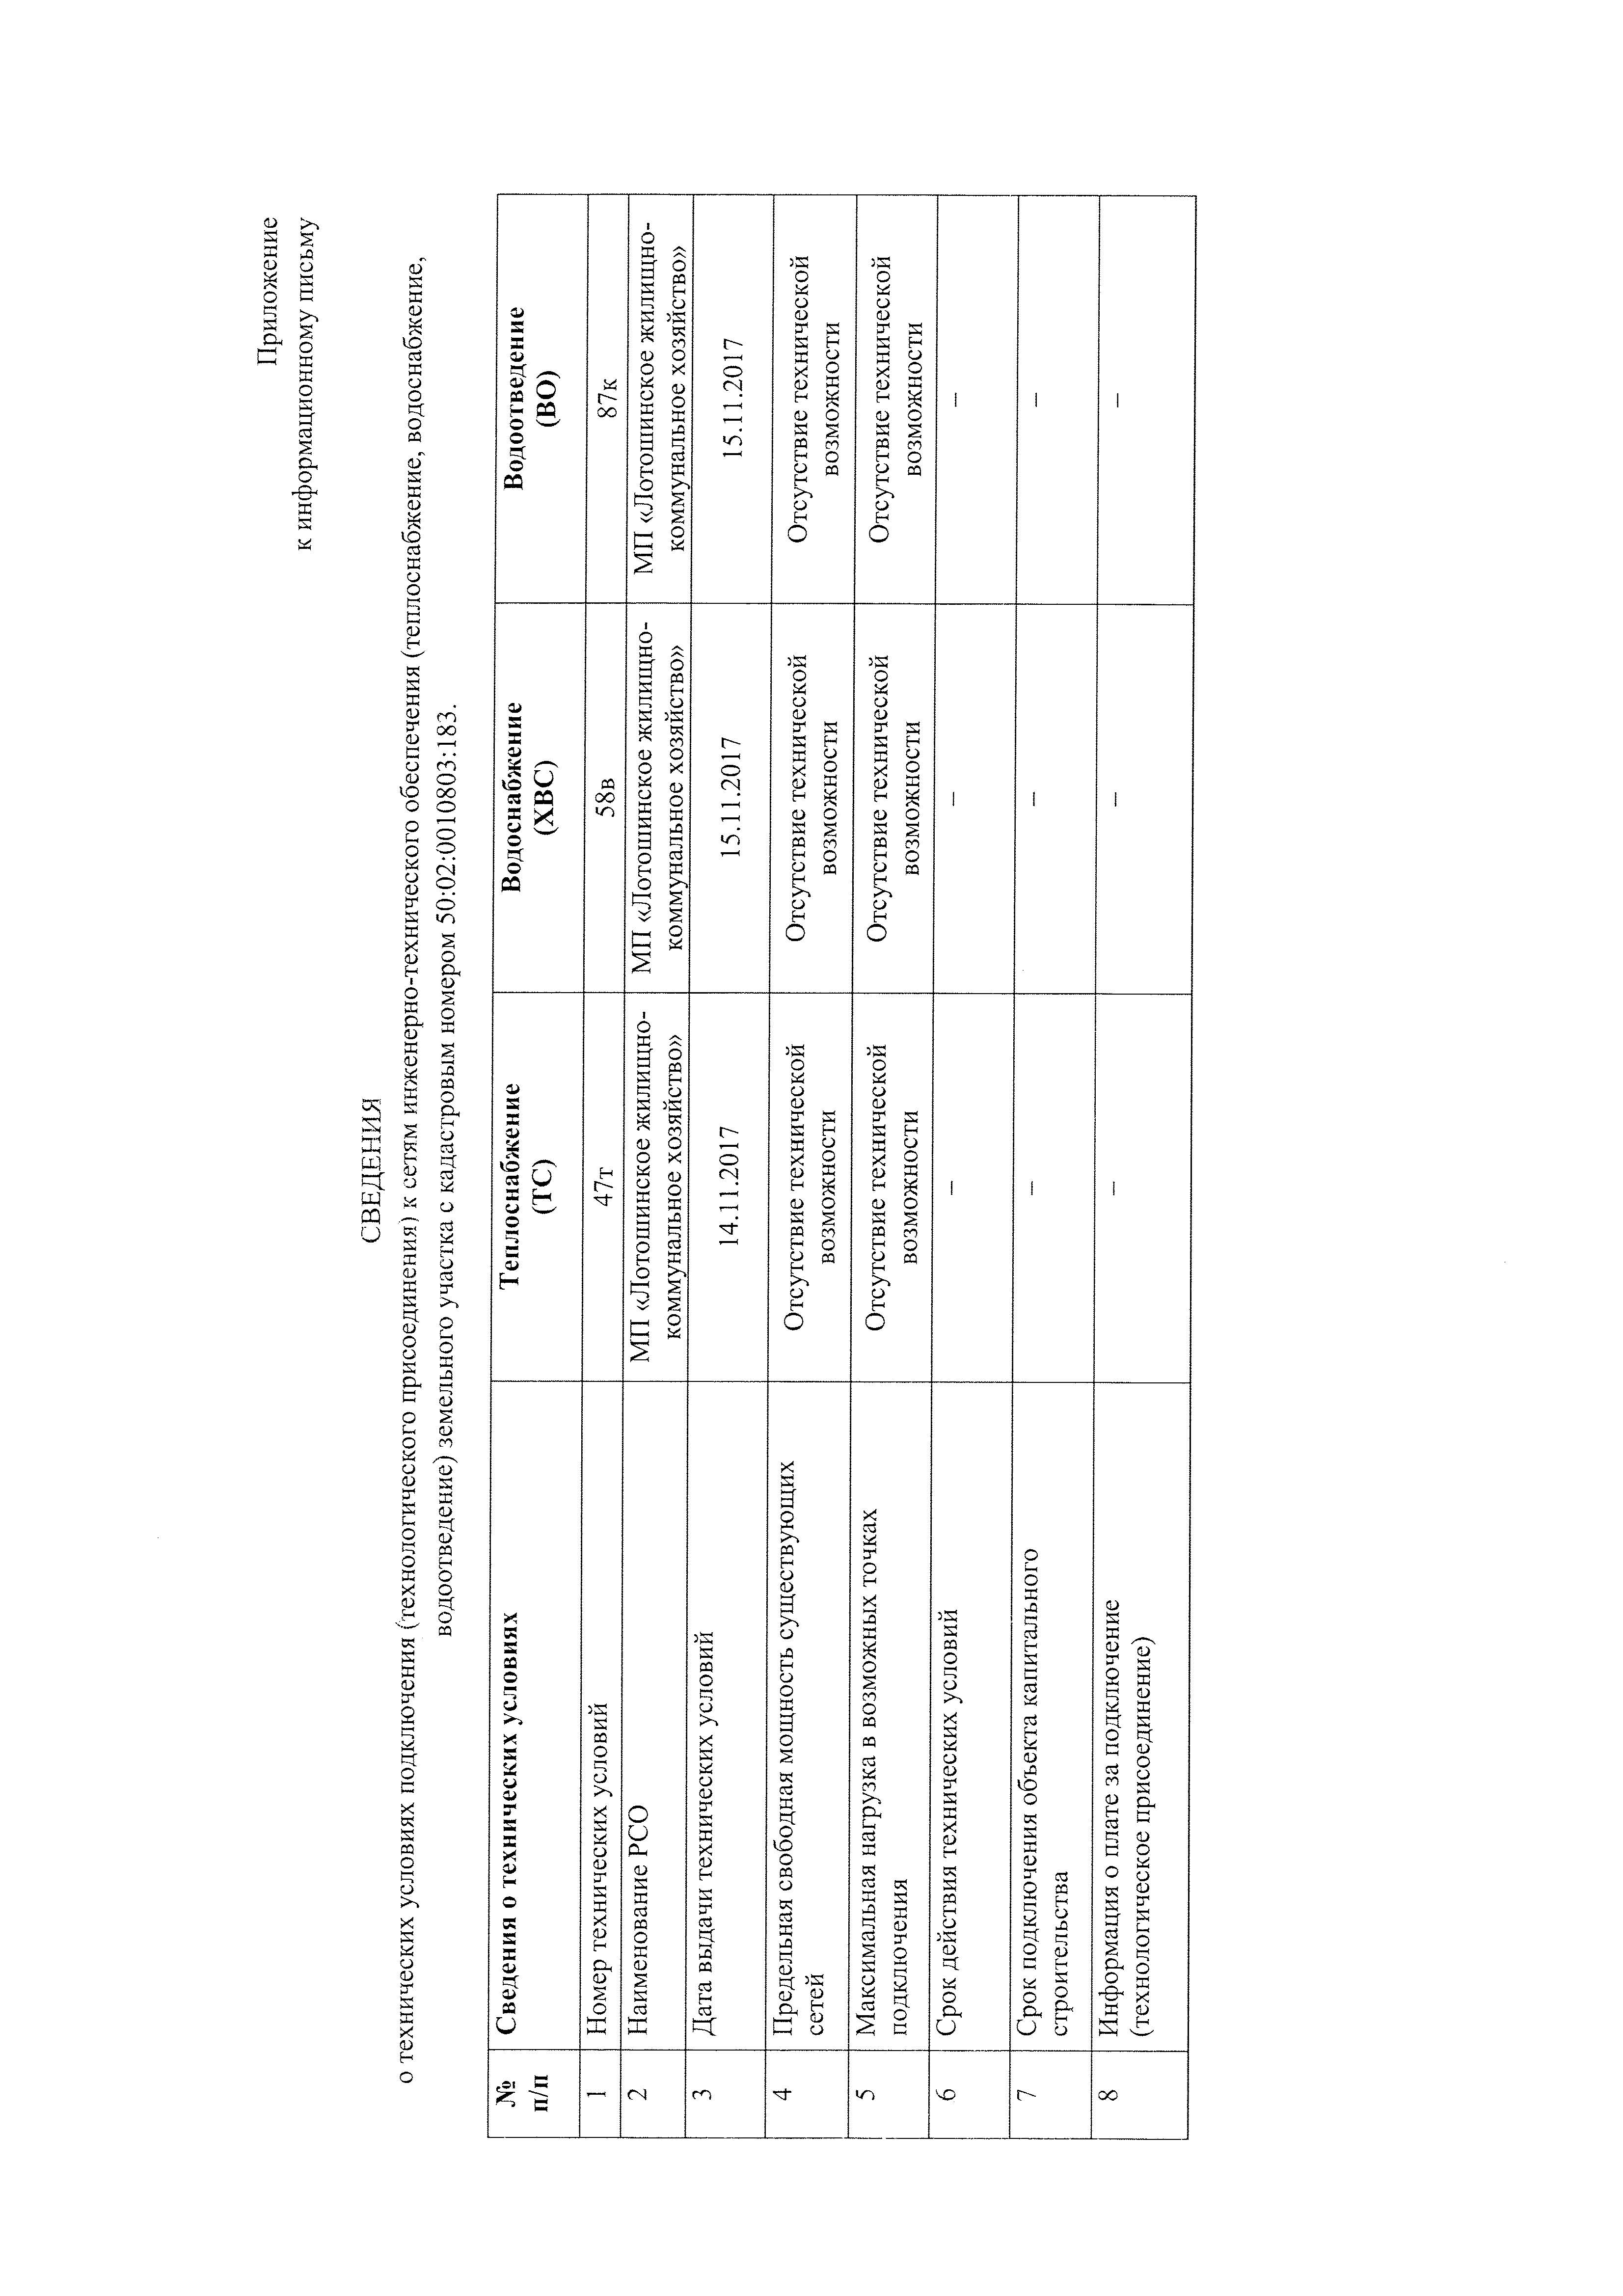 Приложение
к информационному письму
СВЕДЕНИЯ
о технических условиях подключения (технологического присоединения) к сетям инженерно-технического обеспечения (теплоснабжение, водоснабжение,
водоотведение) земельного участка с кадастровым номером 50:02:0010803:183.
№ п/п Сведения о технических условиях Теплоснабжение (ТС) Водоснабжение (ХВС) Водоотведение (ВО)
1 Номер технических условий 47т 58в 87к
2 Наименование РСО МП «Лотошинское жилищно- МП «Лотошинское жилищно- МП «Лотошинское жилищно-
коммунальное хозяйство» коммунальное хозяйство» коммунальное хозяйство»
3 Дата выдачи технических условий 14.11.2017 15.11.2017 15.11.2017
4 Предельная свободная мощность существующих Отсутствие технической Отсутствие технической Отсутствие технической
сетей возможности возможности возможности
5 Максимальная нагрузка в возможных точках Отсутствие технической Отсутствие технической Отсутствие технической
подключения возможности возможности возможности
6 Срок действия технических условий – – –
7 Срок подключения объекта капитального – – –
строительства
8 Информация о плате за подключение – – –
(технологическое присоединение)